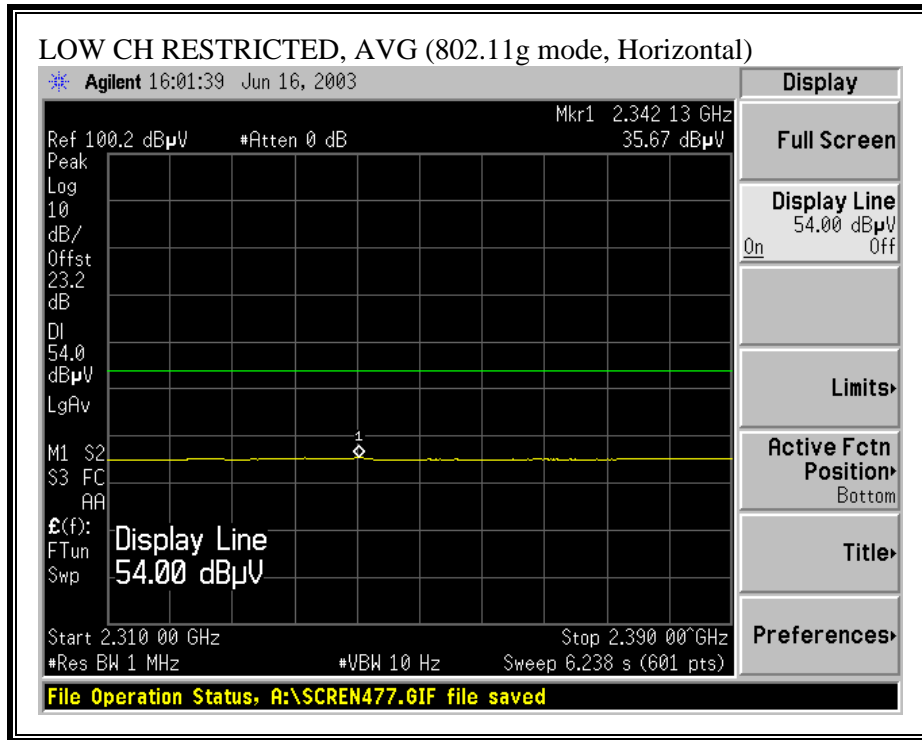 LOW CH RESTRICTED, AVG (802.11g mode, Horizontal)
Agilent 16:01:39 Jun 16, 2003
Display
Mkr1 2.342 13 GHz
Ref 100.2 dBµV #Atten 0 dB 35.67 dBµV
Full Screen
Peak
Log
10
dB/
Offst
23.2
dB
DI
54.0
dBµV
LgAv
Display Line
54.00 dBµV
On Off
Limits
1
M1 S2
S3 FC
AA
£(f):
FTun
Swp
Active Fctn
Position
Bottom
Display Line
54.00 dBµV
Title
Start 2.310 00 GHz Stop 2.390 00^GHz
#Res BW 1 MHz #VBW 10 Hz Sweep 6.238 s (601 pts)
Preferences
File Operation Status, A:\SCREN477.GIF file saved